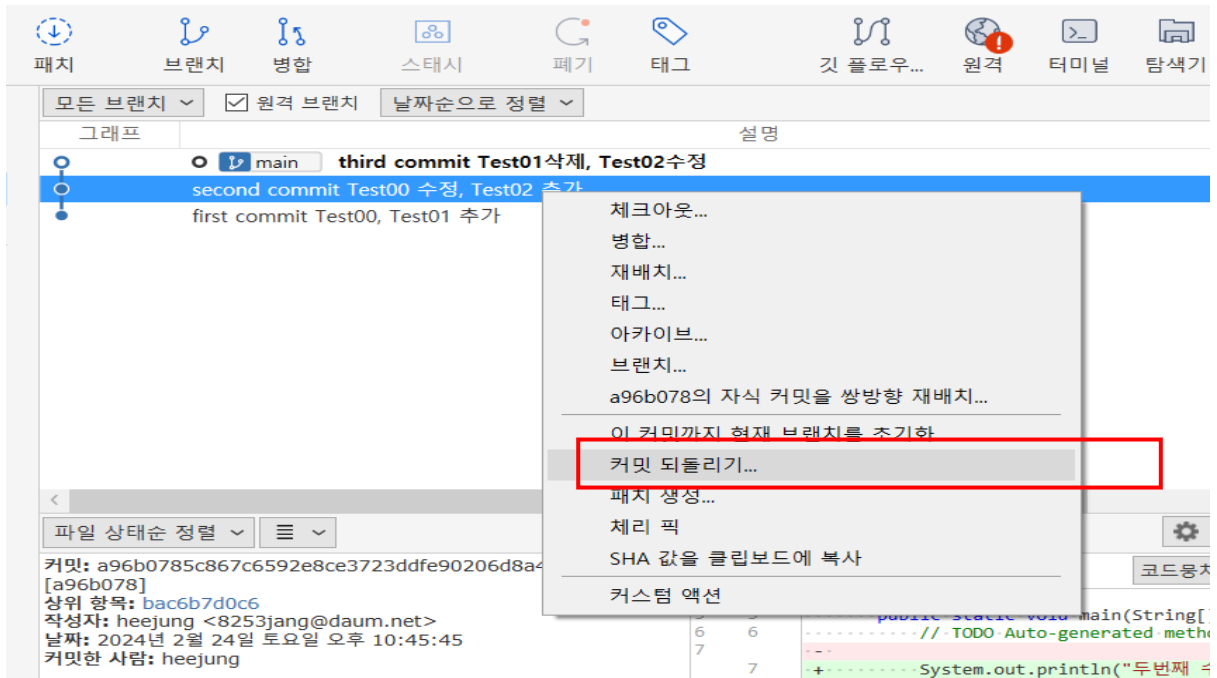 패치 브랜치 병합 스태시 폐기 태그 깃 플로우... 원격 터미널 탐색기
모든 브랜치 원격 브랜치 날짜순으로 정렬
그래프 설명
main third commit Test01삭제, Test02수정
second commit Test00 수정, Test02 추가
first commit Test00, Test01 추가
체크아웃...
병합...
재배치...
태그...
아카이브...
브랜치...
a96b078의 자식 커밋을 쌍방향 재배치...
이 커밋까지 현재 브랜치를 초기화
커밋 되돌리기...
패치 생성...
체리 픽
SHA 값을 클립보드에 복사
커스텀 액션
파일 상태순 정렬
커밋: a96b0785c867c6592e8ce3723ddfe90206d8a4
[a96b078]
상위 항목: bac6b7d0c6
작성자: heejung <8253jang@daum.net>
날짜: 2024년 2월 24일 토요일 오후 10:45:45
커밋한 사람: heejung
코드뭉치
public static void main(String[]
6 6 // TODO Auto-generated metho
7 -
7 + System.out.println("두번째